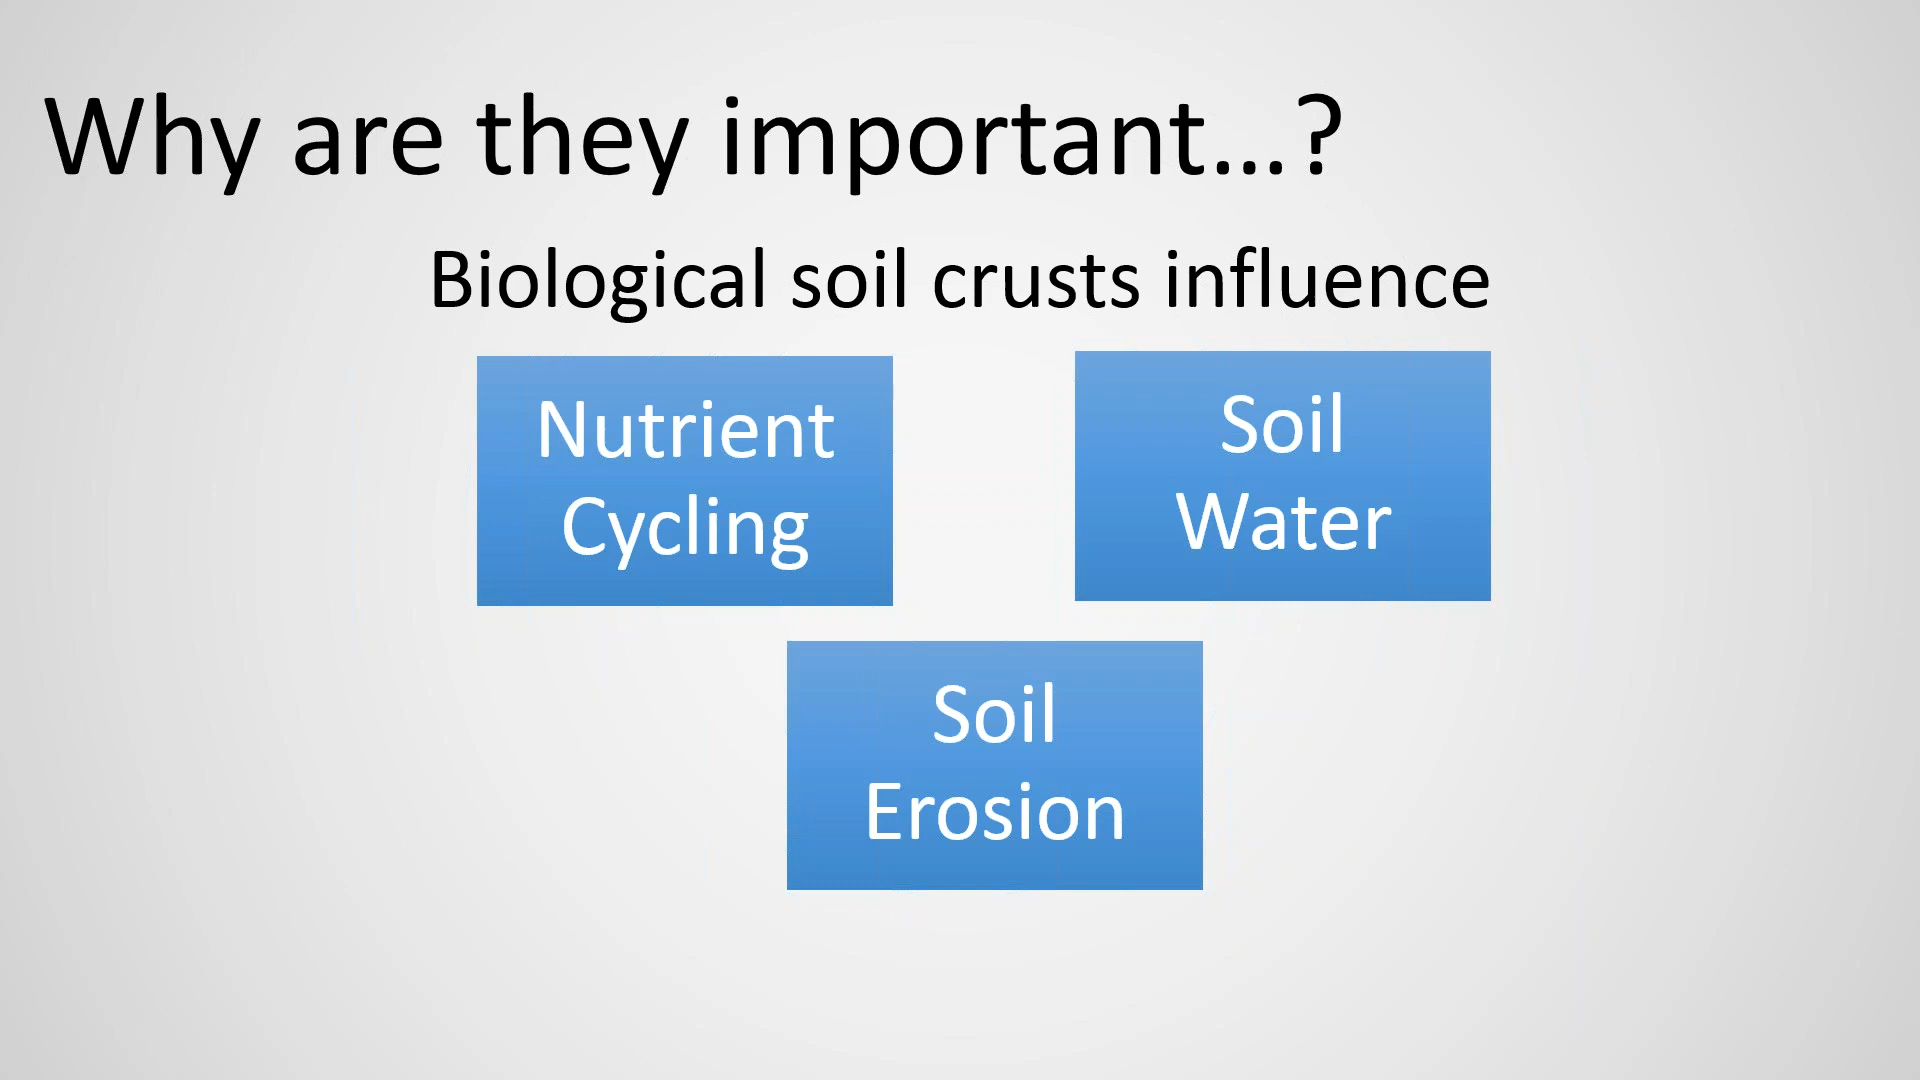 Why are they important...?
Biological soil crusts influence
Nutrient
Cycling
Soil
Water
Soil
Erosion